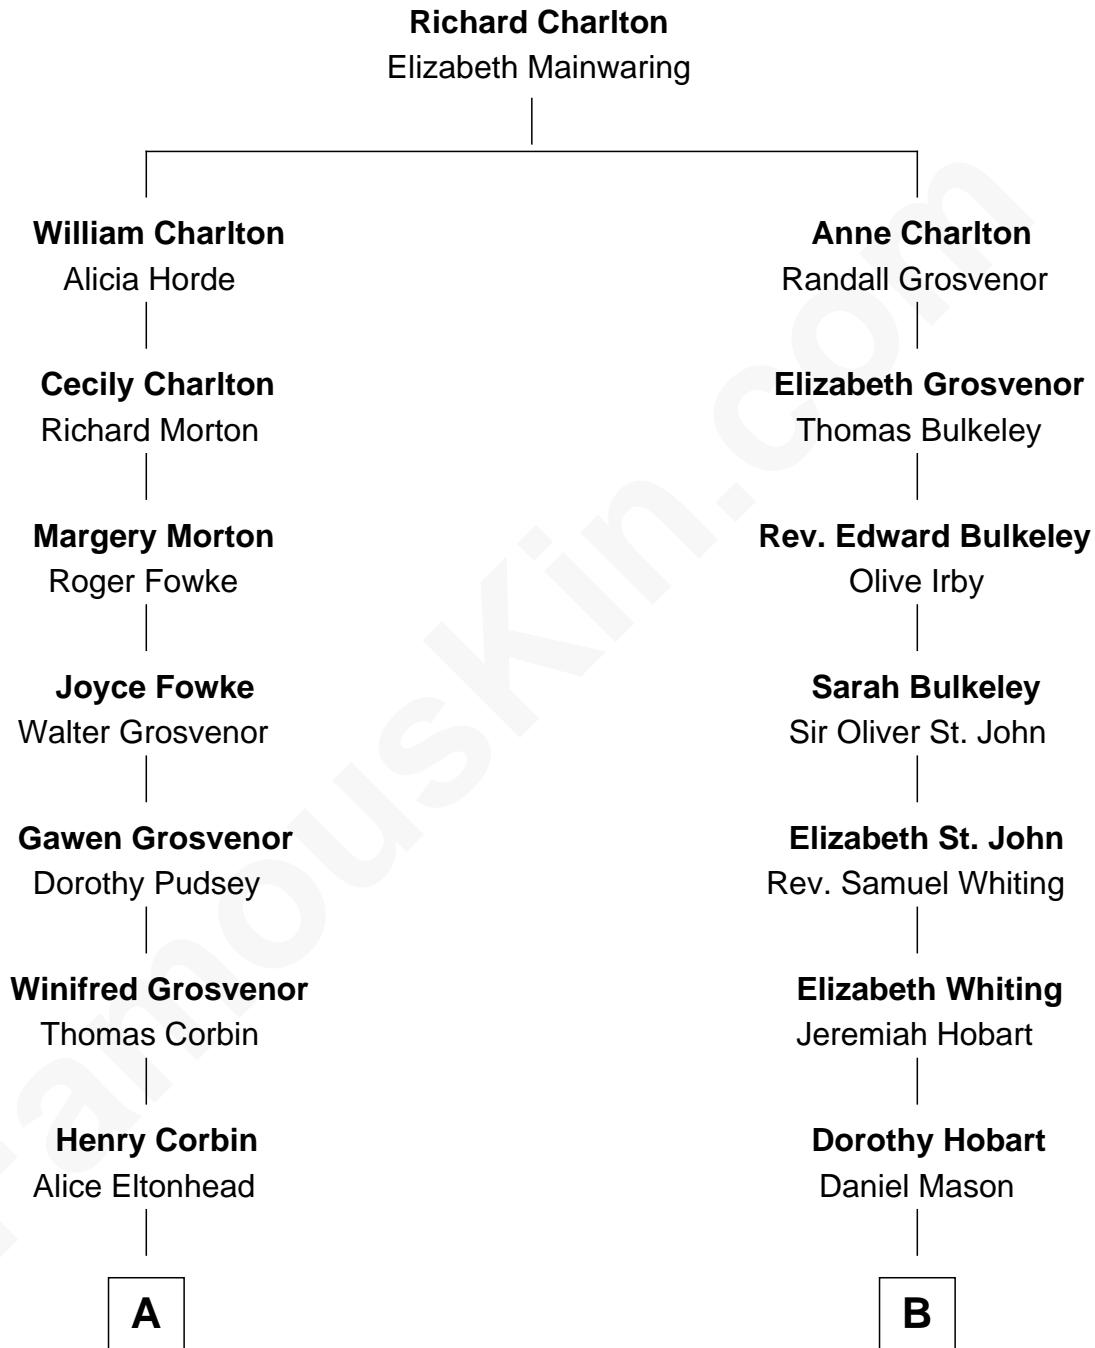 Richard Charlton
Elizabeth Mainwaring
William Charlton
Alicia Horde
Anne Charlton
Randall Grosvenor
Cecily Charlton
Richard Morton
Elizabeth Grosvenor
Thomas Bulkeley
Margery Morton
Roger Fowke
Rev. Edward Bulkeley
Olive Irby
Joyce Fowke
Walter Grosvenor
Sarah Bulkeley
Sir Oliver St. John
Gawen Grosvenor
Dorothy Pudsey
Elizabeth St. John
Rev. Samuel Whiting
Winifred Grosvenor
Thomas Corbin
Elizabeth Whiting
Jeremiah Hobart
Henry Corbin
Alice Eltonhead
Dorothy Hobart
Daniel Mason
A
B
FamousKin.com